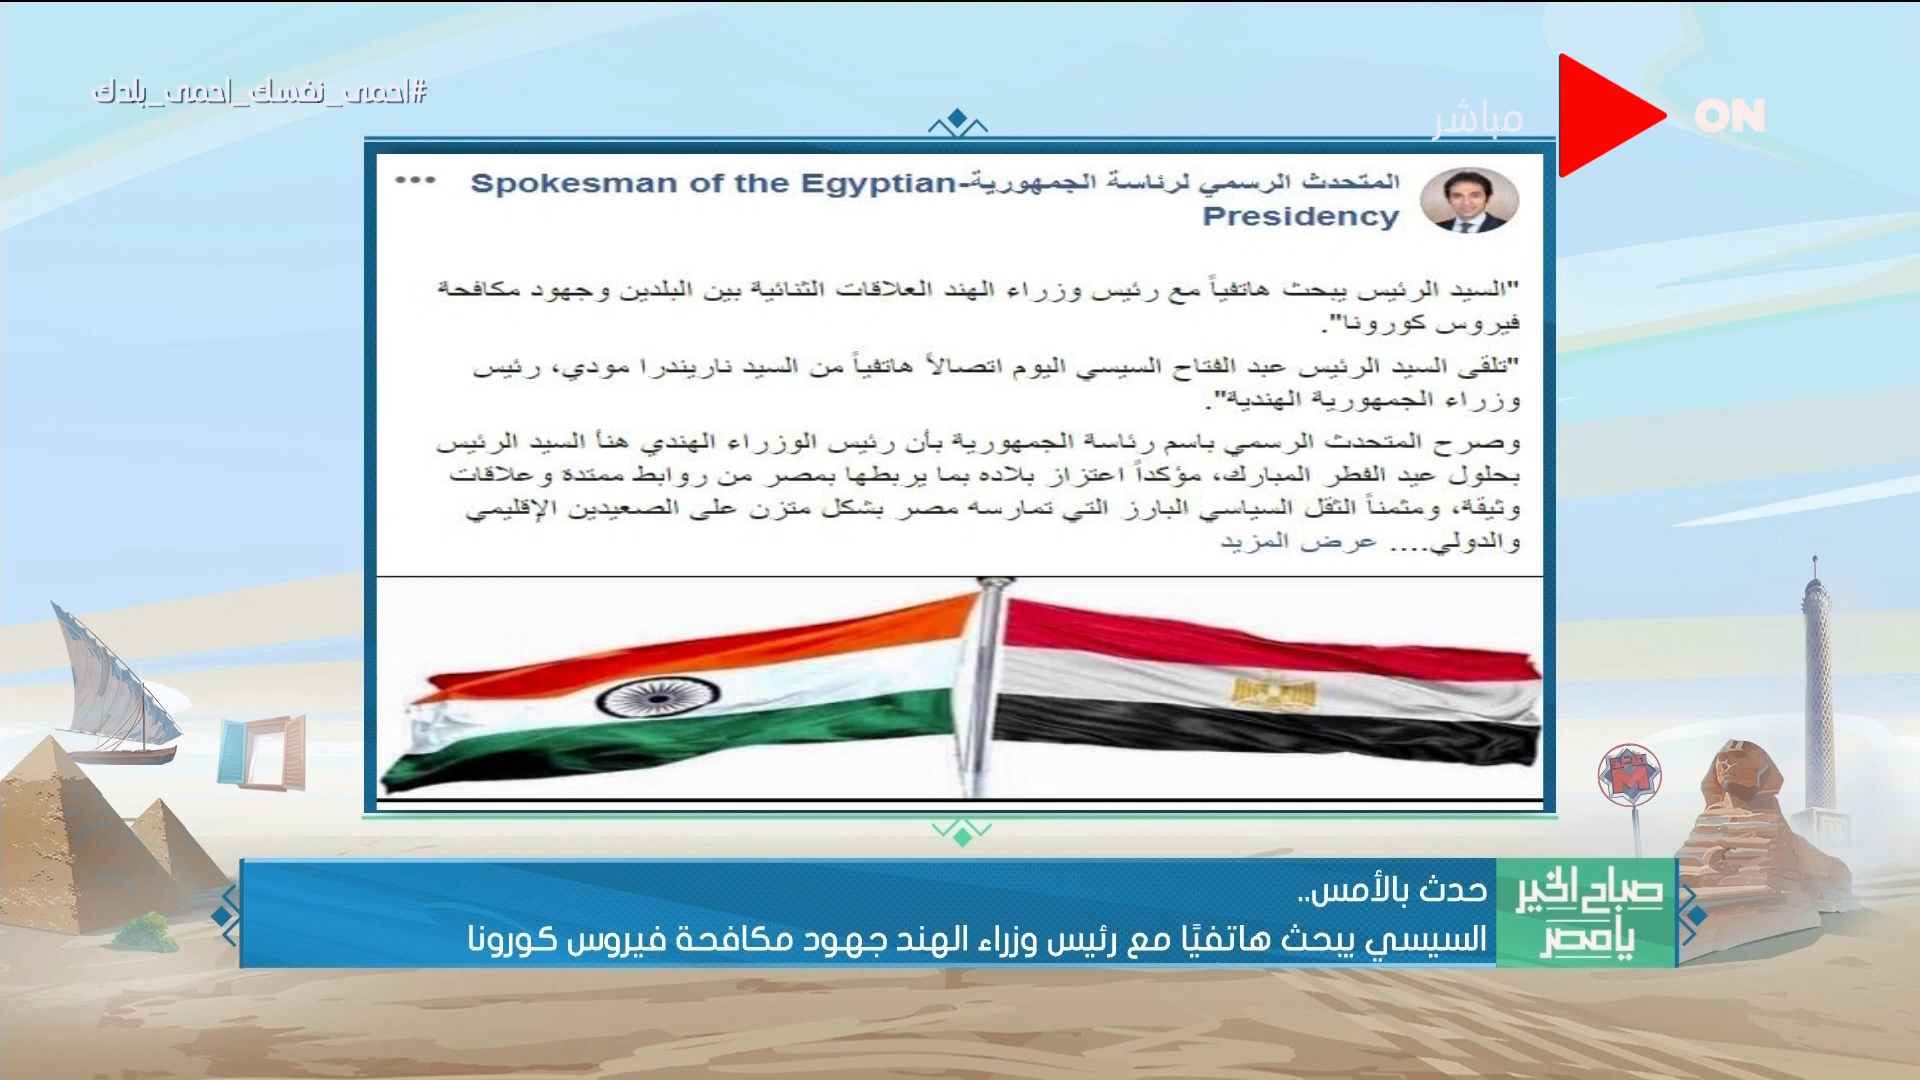 #احمى_نفسك_احمى_بلدك
مباشر
ON
المتحدث الرسمي لرئاسة الجمهورية-Spokesman of the Egyptian
Presidency
"السيد الرئيس يبحث هاتفياً مع رئيس وزراء الهند العلاقات الثنائية بين البلدين وجهود مكافحة
فيروس كورونا".
"تلقى السيد الرئيس عبد الفتاح السيسي اليوم اتصالاً هاتفياً من السيد ناريندرا مودي، رئيس
وزراء الجمهورية الهندية".
وصرح المتحدث الرسمي باسم رئاسة الجمهورية بأن رئيس الوزراء الهندي هنأ السيد الرئيس
بحلول عيد الفطر المبارك، مؤكداً اعتزاز بلاده بما يربطها بمصر من روابط ممتدة وعلاقات
وثيقة، ومثمناً الثقل السياسي البارز التي تمارسه مصر بشكل متزن على الصعيدين الإقليمي
والدولي.... عرض المزيد
صباح الخير
يا مصر
حدث بالأمس..
السيسي يبحث هاتفيًا مع رئيس وزراء الهند جهود مكافحة فيروس كورونا
M